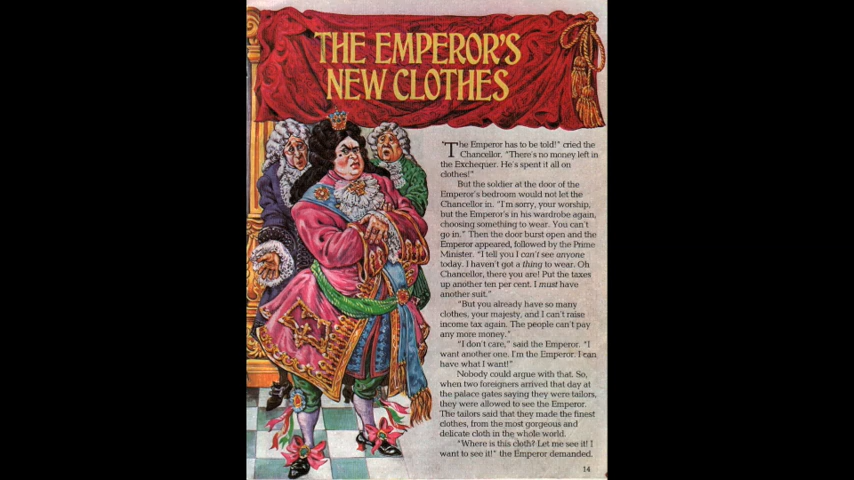 THE EMPEROR'S
NEW CLOTHES
"The Emperor has to be told!" cried the
Chancellor. "There's no money left in
the Exchequer. He's spent it all on
clothes!"
But the soldier at the door of the
Emperor's bedroom would not let the
Chancellor in. "I'm sorry, your worship,
but the Emperor's in his wardrobe again,
choosing something to wear. You can't
go in." Then the door burst open and the
Emperor appeared, followed by the Prime
Minister. "I tell you I can't see anyone
today. I haven't got a thing to wear. Oh
Chancellor, there you are! Put the taxes
up another ten per cent. I must have
another suit."
"But you already have so many
clothes, your majesty, and I can't raise
income tax again. The people can't pay
any more money."
"I don't care," said the Emperor. "I
want another one. I'm the Emperor. I can
have what I want!"
Nobody could argue with that. So,
when two foreigners arrived that day at
the palace gates saying they were tailors,
they were allowed to see the Emperor.
The tailors said that they made the finest
clothes, from the most gorgeous and
delicate cloth in the whole world.
"Where is this cloth? Let me see it! I
want to see it!" the Emperor demanded.
14